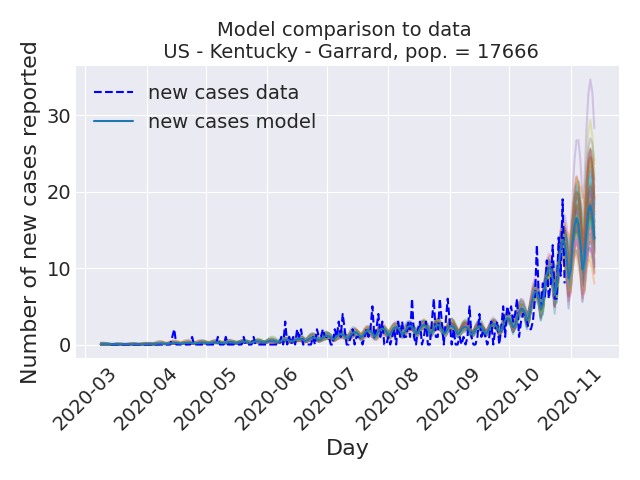 Model comparison to data
US - Kentucky - Garrard, pop. = 17666
Number of new cases reported
new cases data
new cases model
30
20
10
0
2020-03
2020-04
2020-05
2020-06
2020-07
2020-08
2020-09
2020-10
2020-11
Day